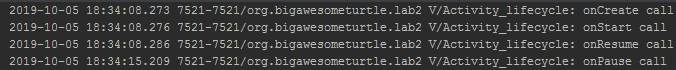 2019-10-05 18:34:08.273 7521-7521/org.bigawesometurtle.lab2 V/Activity_lifecycle: onCreate call
2019-10-05 18:34:08.276 7521-7521/org.bigawesometurtle.lab2 V/Activity_lifecycle: onStart call
2019-10-05 18:34:08.286 7521-7521/org.bigawesometurtle.lab2 V/Activity_lifecycle: onResume call
2019-10-05 18:34:15.209 7521-7521/org.bigawesometurtle.lab2 V/Activity_lifecycle: onPause call